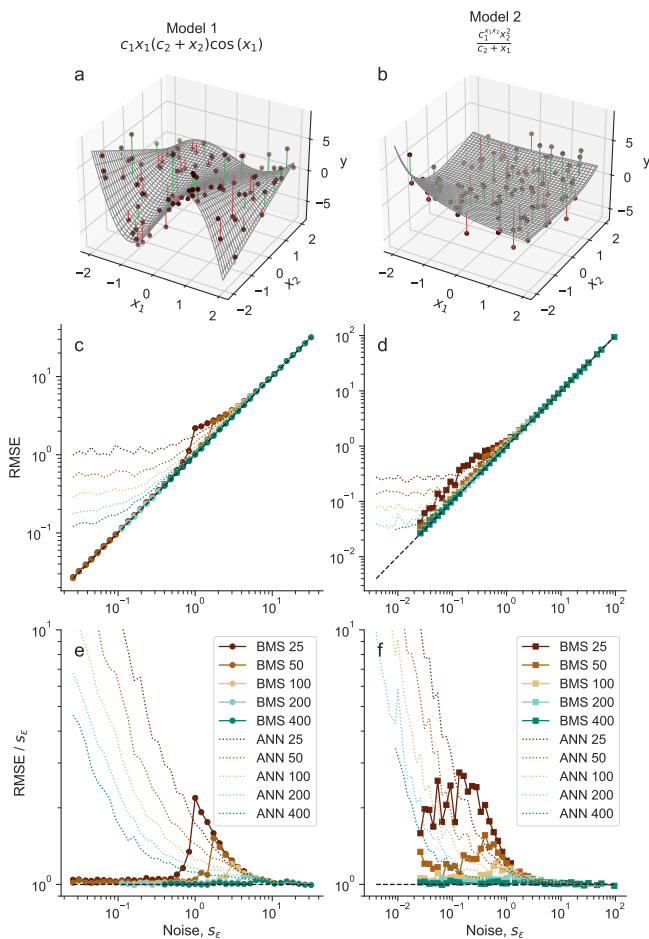 Model 1
c₁x₁(c₂ + x₂)cos (x₁)
Model 2
c₁^{x₁x₂}x₂²
c₂ + x₁
a
b
5
0
−5
y
−2
−1
0
1
2
x₁
−2
−1
0
1
2
x₂
5
0
−5
y
−2
−1
0
1
2
x₁
−2
−1
0
1
2
x₂
c
d
RMSE
10¹
10⁰
10⁻¹
10⁻¹
10⁰
10¹
10²
10¹
10⁰
10⁻¹
10⁻²
10⁻²
10⁻¹
10⁰
10¹
10²
e
f
RMSE / sε
10¹
10⁰
BMS 25
BMS 50
BMS 100
BMS 200
BMS 400
ANN 25
ANN 50
ANN 100
ANN 200
ANN 400
10⁻¹
10⁰
10¹
Noise, sε
10¹
10⁰
BMS 25
BMS 50
BMS 100
BMS 200
BMS 400
ANN 25
ANN 50
ANN 100
ANN 200
ANN 400
10⁻²
10⁻¹
10⁰
10¹
10²
Noise, sε